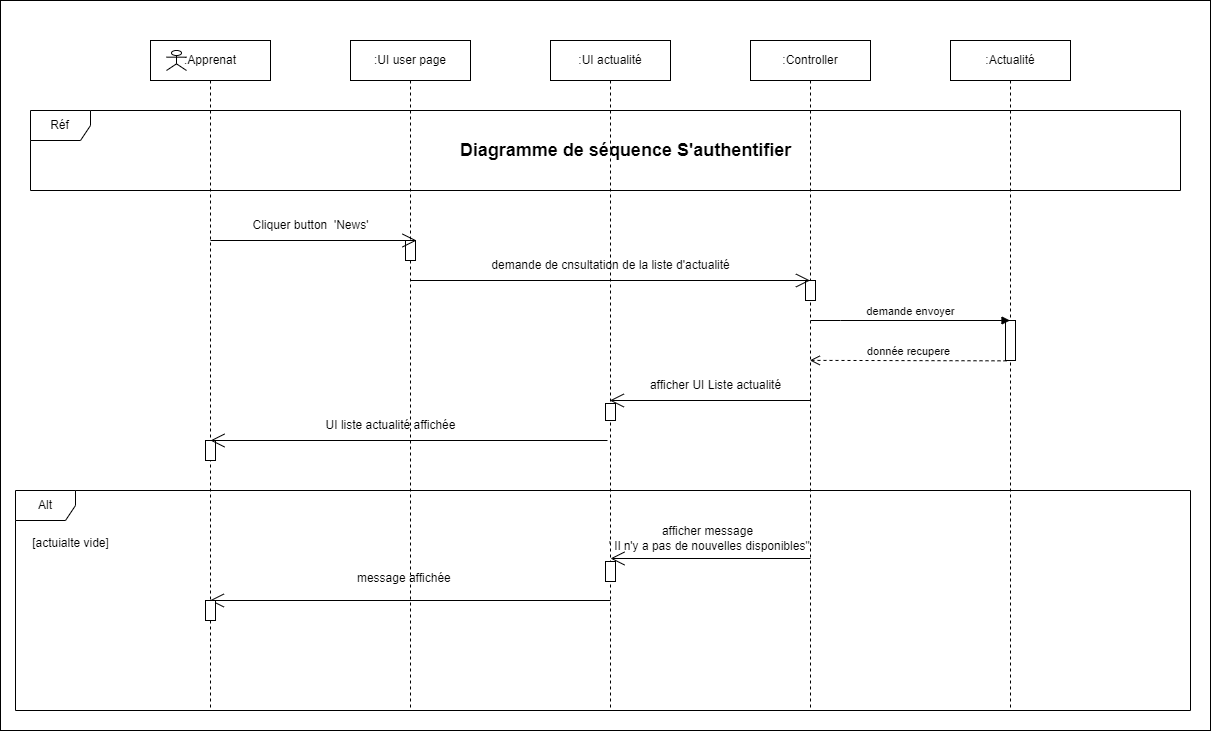 :Apprenat
:UI user page
:UI actualité
:Controller
:Actualité
Réf
Diagramme de séquence S'authentifier
Cliquer button 'News'
demande de cnsultation de la liste d'actualité
demande envoyer
donnée recupere
afficher UI Liste actualité
UI liste actualité affichée
Alt
[actuialte vide]
afficher message
" Il n'y a pas de nouvelles disponibles"
message affichée